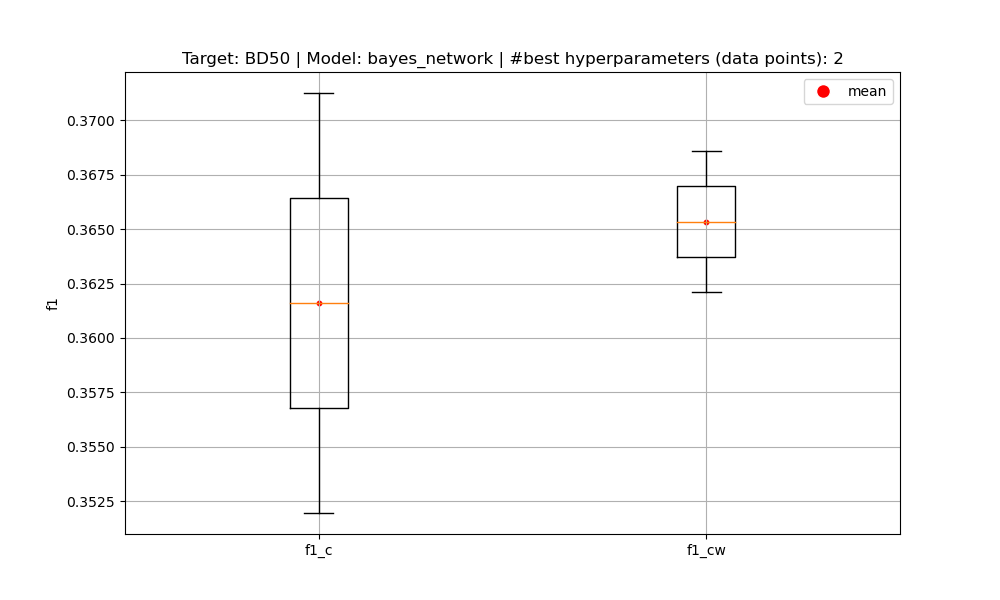 Target: BD50 | Model: bayes_network | #best hyperparameters (data points): 2
mean
0.3700
0.3675
0.3650
0.3625
0.3600
0.3575
0.3550
0.3525
f1
f1_c
f1_cw